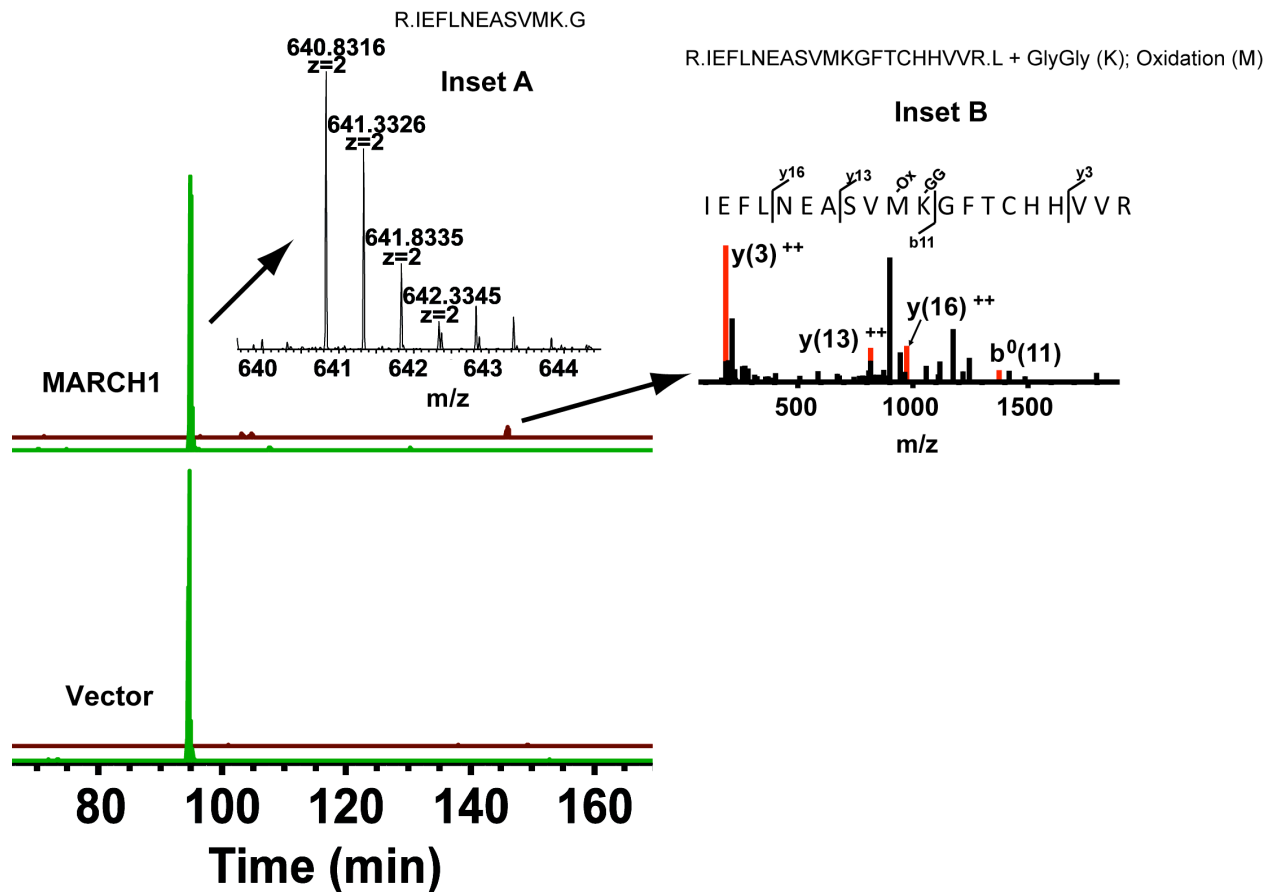 R.IEFLNEASVMK.G
640.8316
z=2
Inset A
641.3326
z=2
641.8335
z=2
642.3345
z=2
640 641 642 643 644
m/z
MARCH1
R.IEFLNEASVMKGFTCHHVVR.L + GlyGly (K); Oxidation (M)
Inset B
y16 y13 -Ox -GG y3
I E F L N E A S V M K G F T C H H V V R
b11
y(3) ++
y(16) ++
y(13) ++
b⁰(11)
500 1000 1500
m/z
Vector
80 100 120 140 160
Time (min)